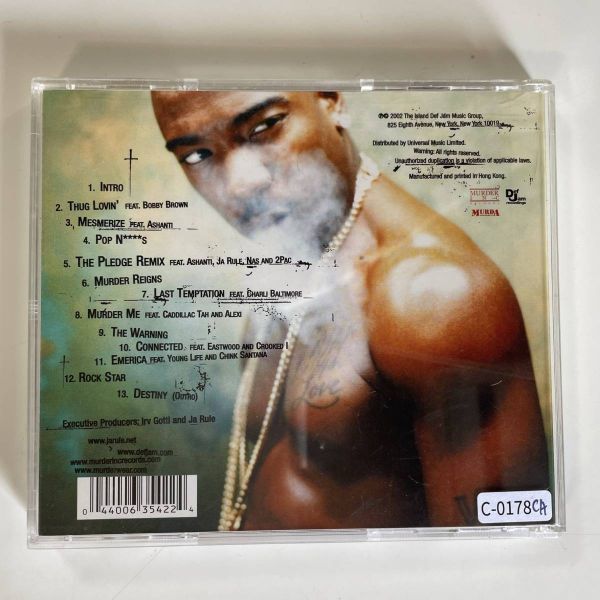 ℗© 2002 The Island Def Jam Music Group,
825 Eighth Avenue, New York, New York 10019
Distributed by Universal Music Limited.
Warning: All rights reserved.
Unauthorized duplication is a violation of applicable laws.
Manufactured and printed in Hong Kong.
MURDER
INC
MURDA
Def Jam
recordings
1. INTRO
2. THUG LOVIN' FEAT. BOBBY BROWN
3. MESMERIZE FEAT. ASHANTI
4. POP N****S
5. THE PLEDGE REMIX FEAT. ASHANTI, JA RULE, NAS AND 2PAC
6. MURDER REIGNS
7. LAST TEMPTATION FEAT. CHARLI BALTIMORE
8. MURDER ME FEAT. CADDILLAC TAH AND ALEXI
9. THE WARNING
10. CONNECTED FEAT. EASTWOOD AND CROOKED I
11. EMERICA FEAT. YOUNG LIFE AND CHINK SANTANA
12. ROCK STAR
13. DESTINY (OUTRO)
Executive Producers; Irv Gotti and Ja Rule
www.jarule.net
www.defjam.com
www.murderincrecords.com
www.murderwear.com
0 44006 35422 4
Love
C-0178CA